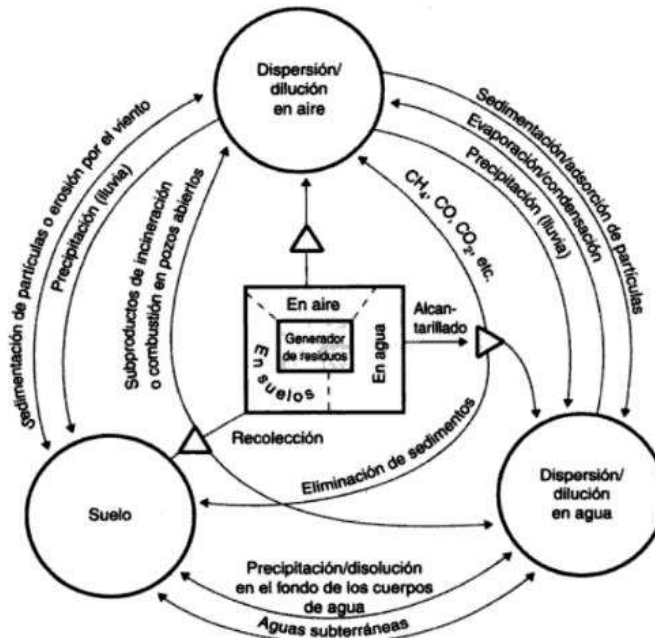 Dispersión/
dilución
en aire
Sedimentación de partículas o erosión por el viento
Precipitación (lluvia)
Subproductos de incineración
o combustión en pozos abiertos
CH₄, CO, CO₂, etc.
Sedimentación/adsorción de partículas
Evaporación/condensación
Precipitación (lluvia)
En aire
Generador
de residuos
En suelos
En agua
Alcan-
tarillado
Recolección
Eliminación de sedimentos
Suelo
Dispersión/
dilución
en agua
Precipitación/disolución
en el fondo de los cuerpos
de agua
Aguas subterráneas